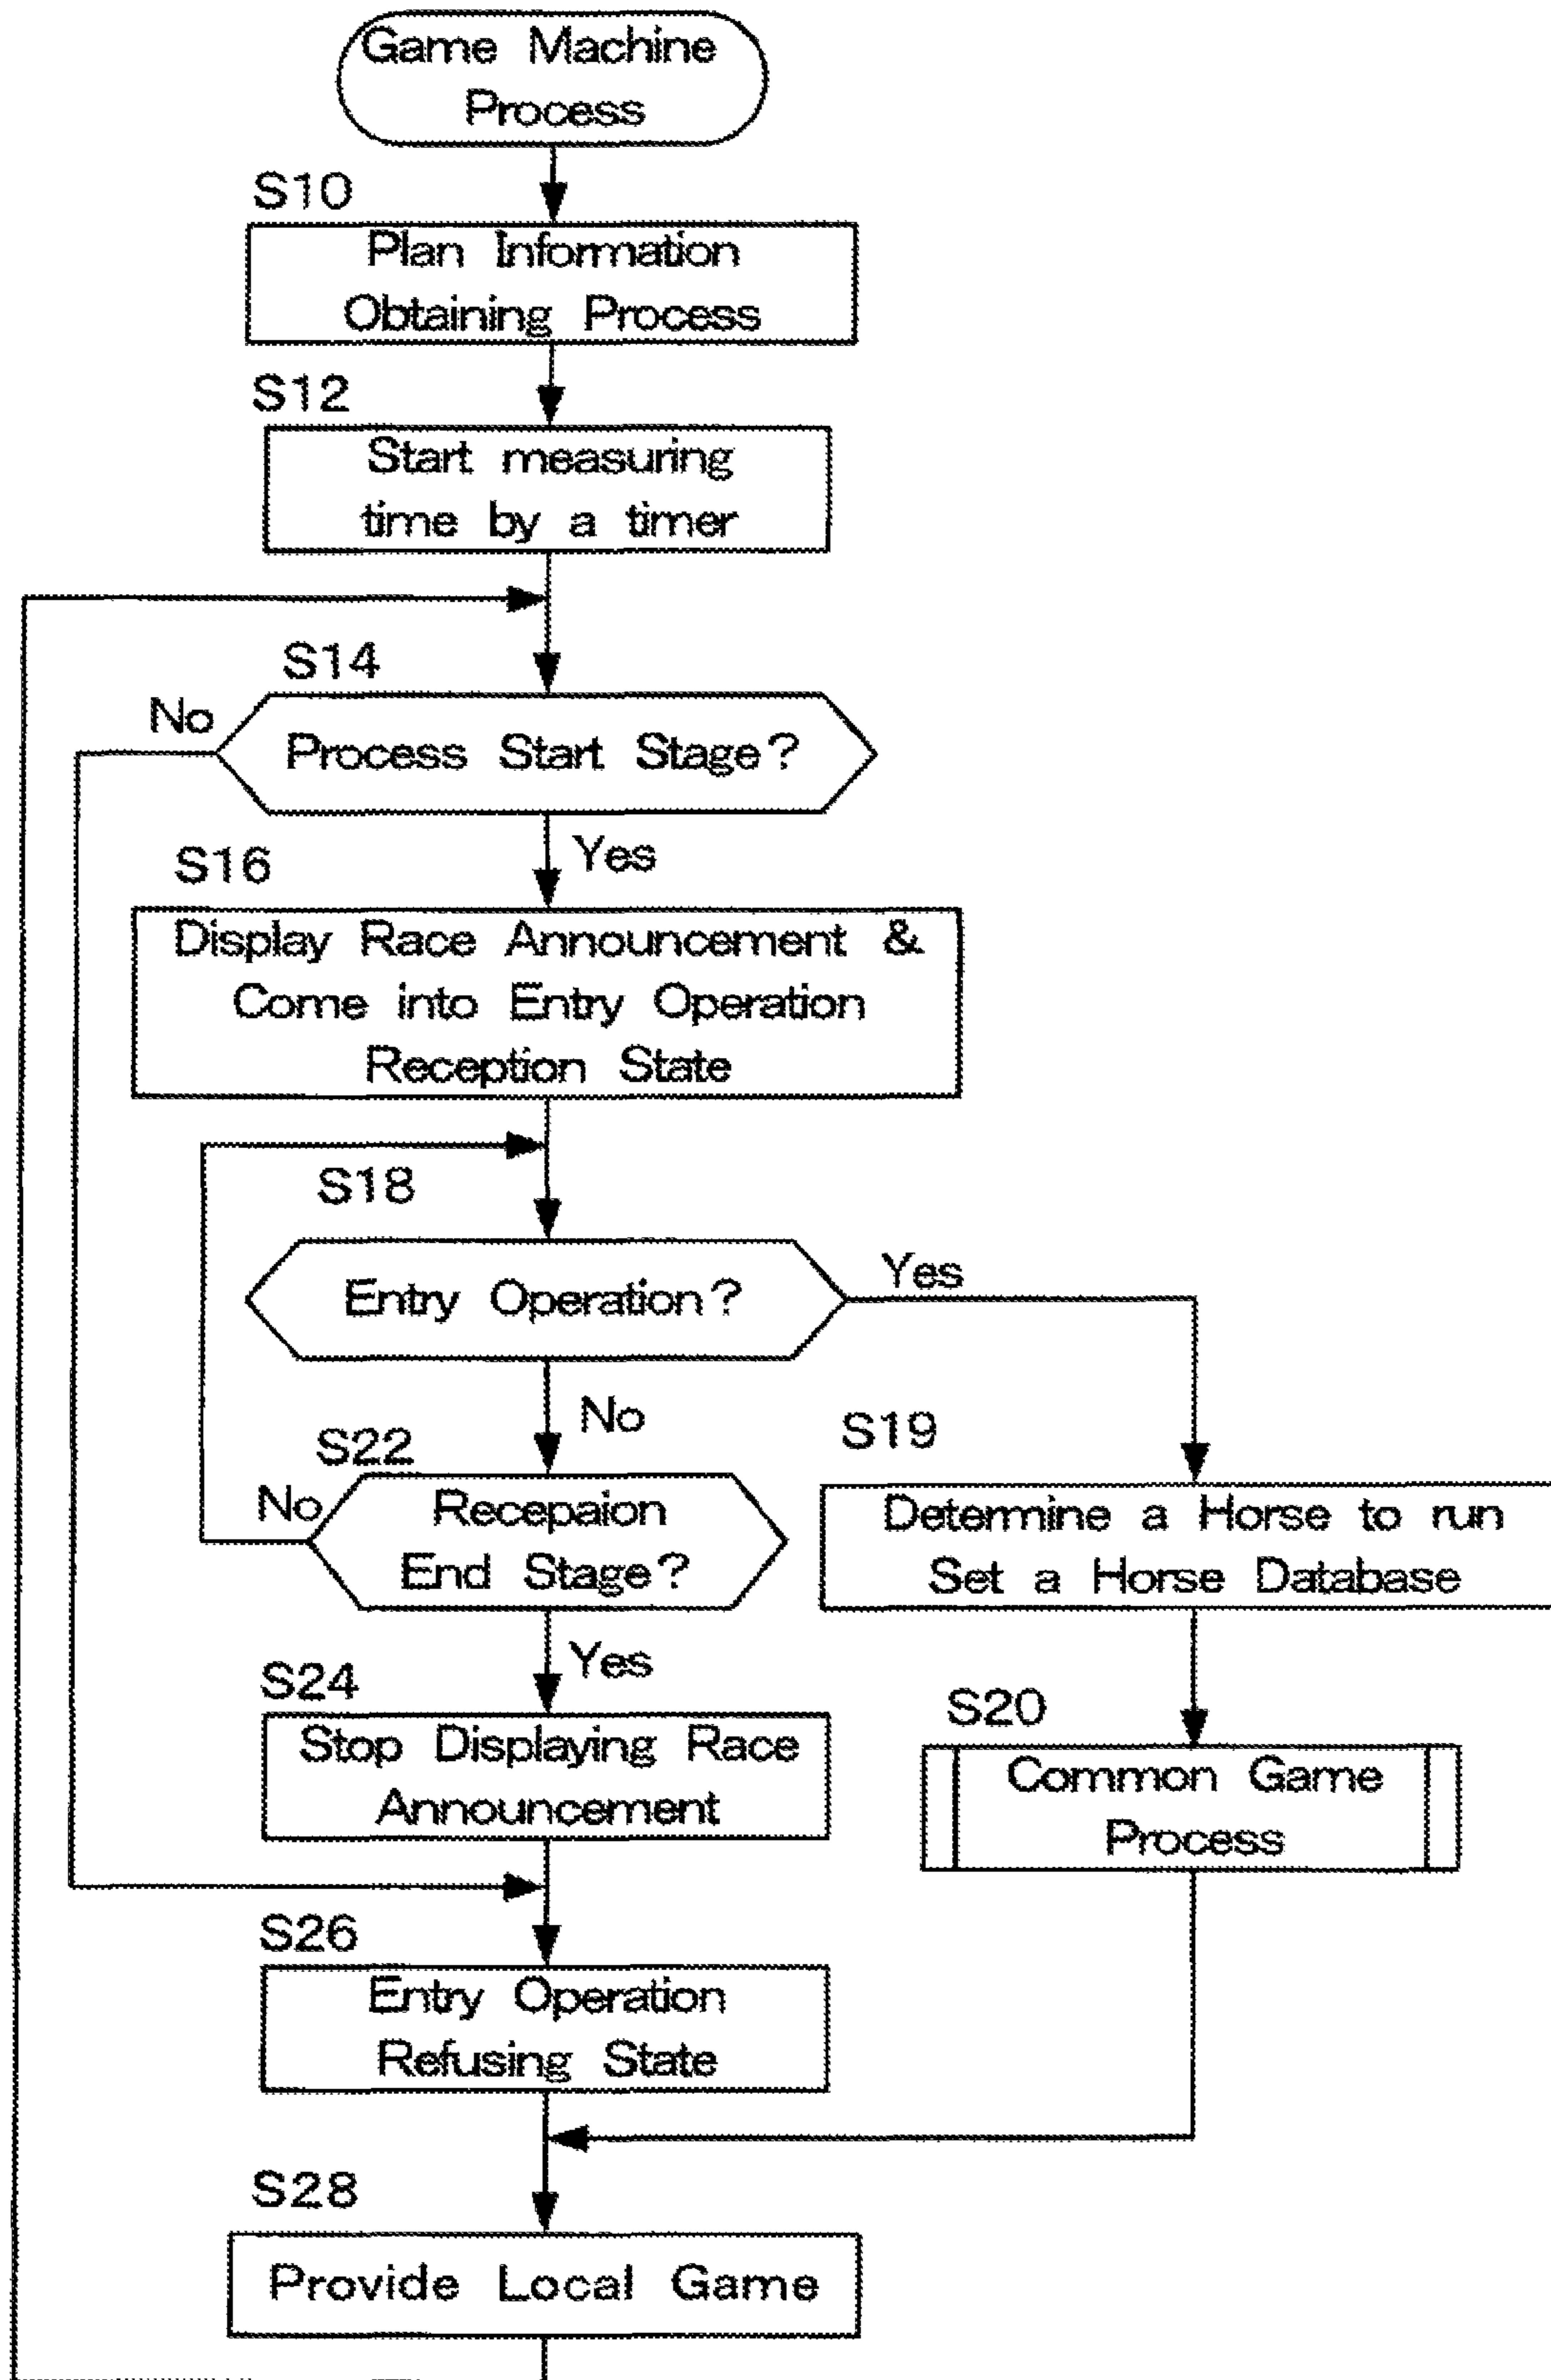 Game Machine
Process
S10
Plan Information
Obtaining Process
S12
Start measuring
time by a timer
S14
No
Process Start Stage?
Yes
S16
Display Race Announcement &
Come into Entry Operation
Reception State
S18
Entry Operation?
Yes
No
S22
No
Recepaion
End Stage?
S19
Determine a Horse to run
Set a Horse Database
Yes
S24
Stop Displaying Race
Announcement
S20
Common Game
Process
S26
Entry Operation
Refusing State
S28
Provide Local Game